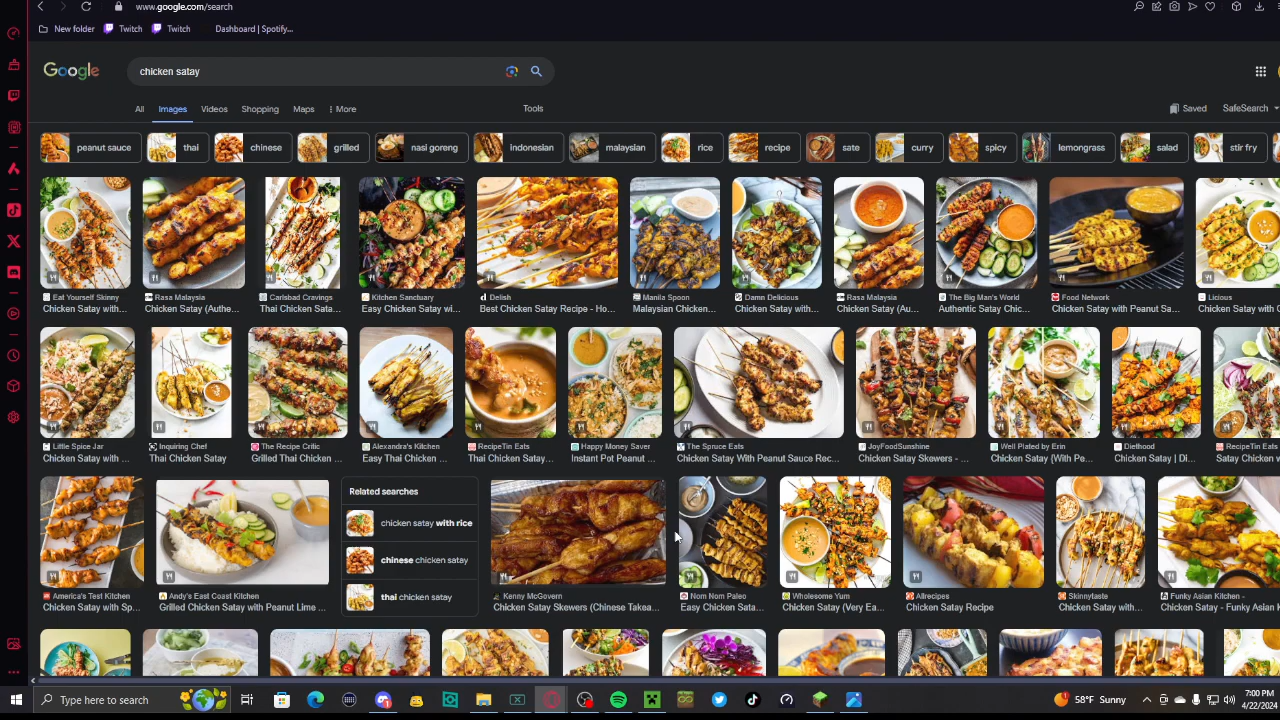 www.google.com/search
New folder
Twitch
Twitch
Dashboard | Spotify...
Google
chicken satay
All
Images
Videos
Shopping
Maps
More
Tools
Saved
SafeSearch
peanut sauce
thai
chinese
grilled
nasi goreng
indonesian
malaysian
rice
recipe
sate
curry
spicy
lemongrass
salad
stir fry
Eat Yourself Skinny
Chicken Satay with ...
Rasa Malaysia
Chicken Satay (Authe...
Carlsbad Cravings
Thai Chicken Sata...
Kitchen Sanctuary
Easy Chicken Satay wi...
Delish
Best Chicken Satay Recipe - Ho...
Manila Spoon
Malaysian Chicken...
Damn Delicious
Chicken Satay with...
Rasa Malaysia
Chicken Satay (Au...
The Big Man's World
Authentic Satay Chic...
Food Network
Chicken Satay with Peanut Sa...
Licious
Chicken Satay with C
Little Spice Jar
Chicken Satay with ...
Inquiring Chef
Thai Chicken Satay
The Recipe Critic
Grilled Thai Chicken ...
Alexandra's Kitchen
Easy Thai Chicken ...
RecipeTin Eats
Thai Chicken Satay...
Happy Money Saver
Instant Pot Peanut ...
The Spruce Eats
Chicken Satay With Peanut Sauce Rec...
JoyFoodSunshine
Chicken Satay Skewers - ...
Well Plated by Erin
Chicken Satay {With Pe...
Diethood
Chicken Satay | Di...
RecipeTin Eats
Satay Chicken w
America's Test Kitchen
Chicken Satay with Sp...
Andy's East Coast Kitchen
Grilled Chicken Satay with Peanut Lime ...
Related searches
chicken satay with rice
chinese chicken satay
thai chicken satay
Kenny McGovern
Chicken Satay Skewers (Chinese Takea...
Nom Nom Paleo
Easy Chicken Sata...
Wholesome Yum
Chicken Satay (Very Ea...
Allrecipes
Chicken Satay Recipe
Skinnytaste
Chicken Satay with...
Funky Asian Kitchen -
Chicken Satay - Funky Asian K
Type here to search
58°F Sunny
7:00 PM
4/22/2024